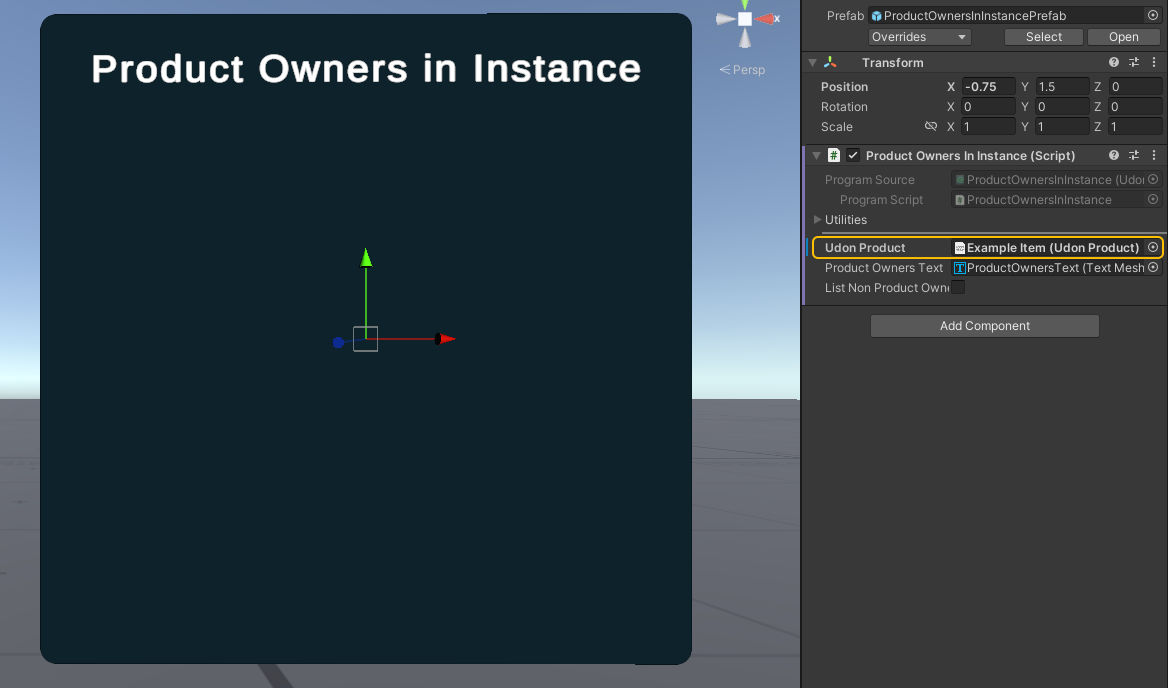 Product Owners in Instance
x
Persp
Prefab ProductOwnersInInstancePrefab
Overrides Select Open
Transform
Position X -0.75 Y 1.5 Z 0
Rotation X 0 Y 0 Z 0
Scale X 1 Y 1 Z 1
# Product Owners In Instance (Script)
Program Source ProductOwnersInInstance (Udon
Program Script ProductOwnersInInstance
Utilities
Udon Product Example Item (Udon Product)
Product Owners Text ProductOwnersText (Text Mesh
List Non Product Owne
Add Component